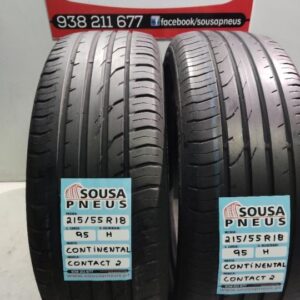 938 211 677
facebook.com/sousapneus
SOUSA
PNEUS
215/55 R18
95 H
CONTINENTAL
CONTACT 2
SOUSA
PNEUS
215/55 R18
95 H
CONTINENTAL
CONTACT 2